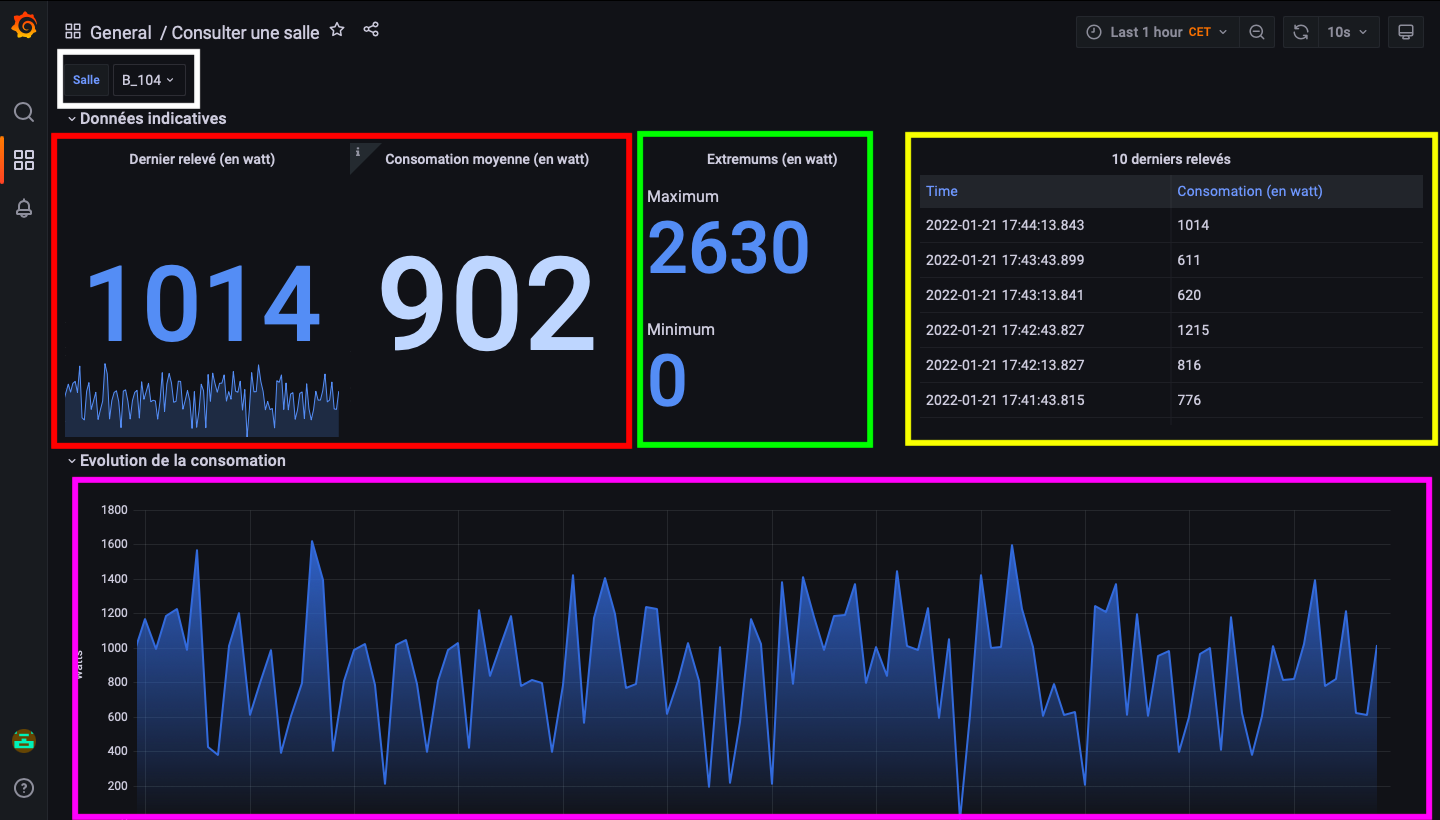 General / Consulter une salle
Last 1 hour CET
10s
Salle
B_104
Données indicatives
Dernier relevé (en watt)
1014
i
Consomation moyenne (en watt)
902
Extremums (en watt)
Maximum
2630
Minimum
0
10 derniers relevés
Time Consomation (en watt)
2022-01-21 17:44:13.843 1014
2022-01-21 17:43:43.899 611
2022-01-21 17:43:13.841 620
2022-01-21 17:42:43.827 1215
2022-01-21 17:42:13.827 816
2022-01-21 17:41:43.815 776
Evolution de la consomation
1800
1600
1400
1200
1000
watts
800
600
400
200
?